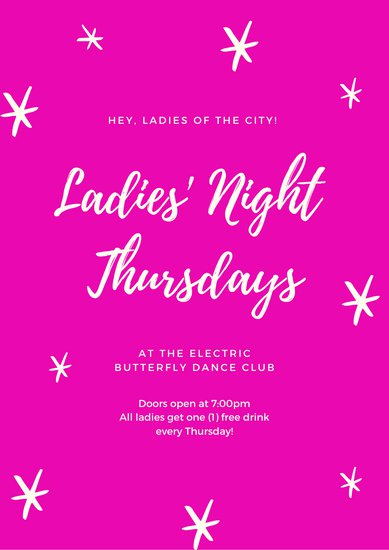 HEY, LADIES OF THE CITY!
Ladies' Night
Thursdays
AT THE ELECTRIC
BUTTERFLY DANCE CLUB
Doors open at 7:00pm
All ladies get one (1) free drink
every Thursday!